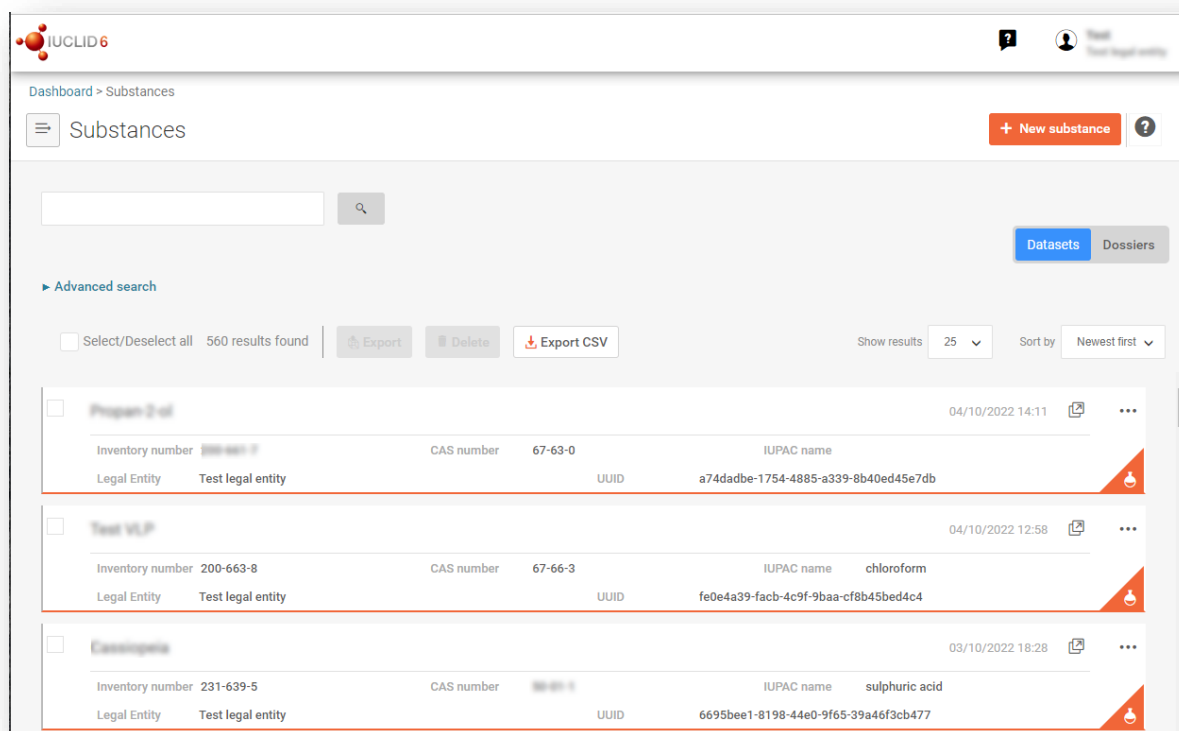 IUCLID 6
Dashboard > Substances
Substances
+ New substance
Datasets Dossiers
▸ Advanced search
Select/Deselect all 560 results found Export Delete Export CSV Show results 25 Sort by Newest first
04/10/2022 14:11
Inventory number CAS number 67-63-0 IUPAC name
Legal Entity Test legal entity UUID a74dadbe-1754-4885-a339-8b40ed45e7db
04/10/2022 12:58
Inventory number 200-663-8 CAS number 67-66-3 IUPAC name chloroform
Legal Entity Test legal entity UUID fe0e4a39-facb-4c9f-9baa-cf8b45bed4c4
03/10/2022 18:28
Inventory number 231-639-5 CAS number IUPAC name sulphuric acid
Legal Entity Test legal entity UUID 6695bee1-8198-44e0-9f65-39a46f3cb477